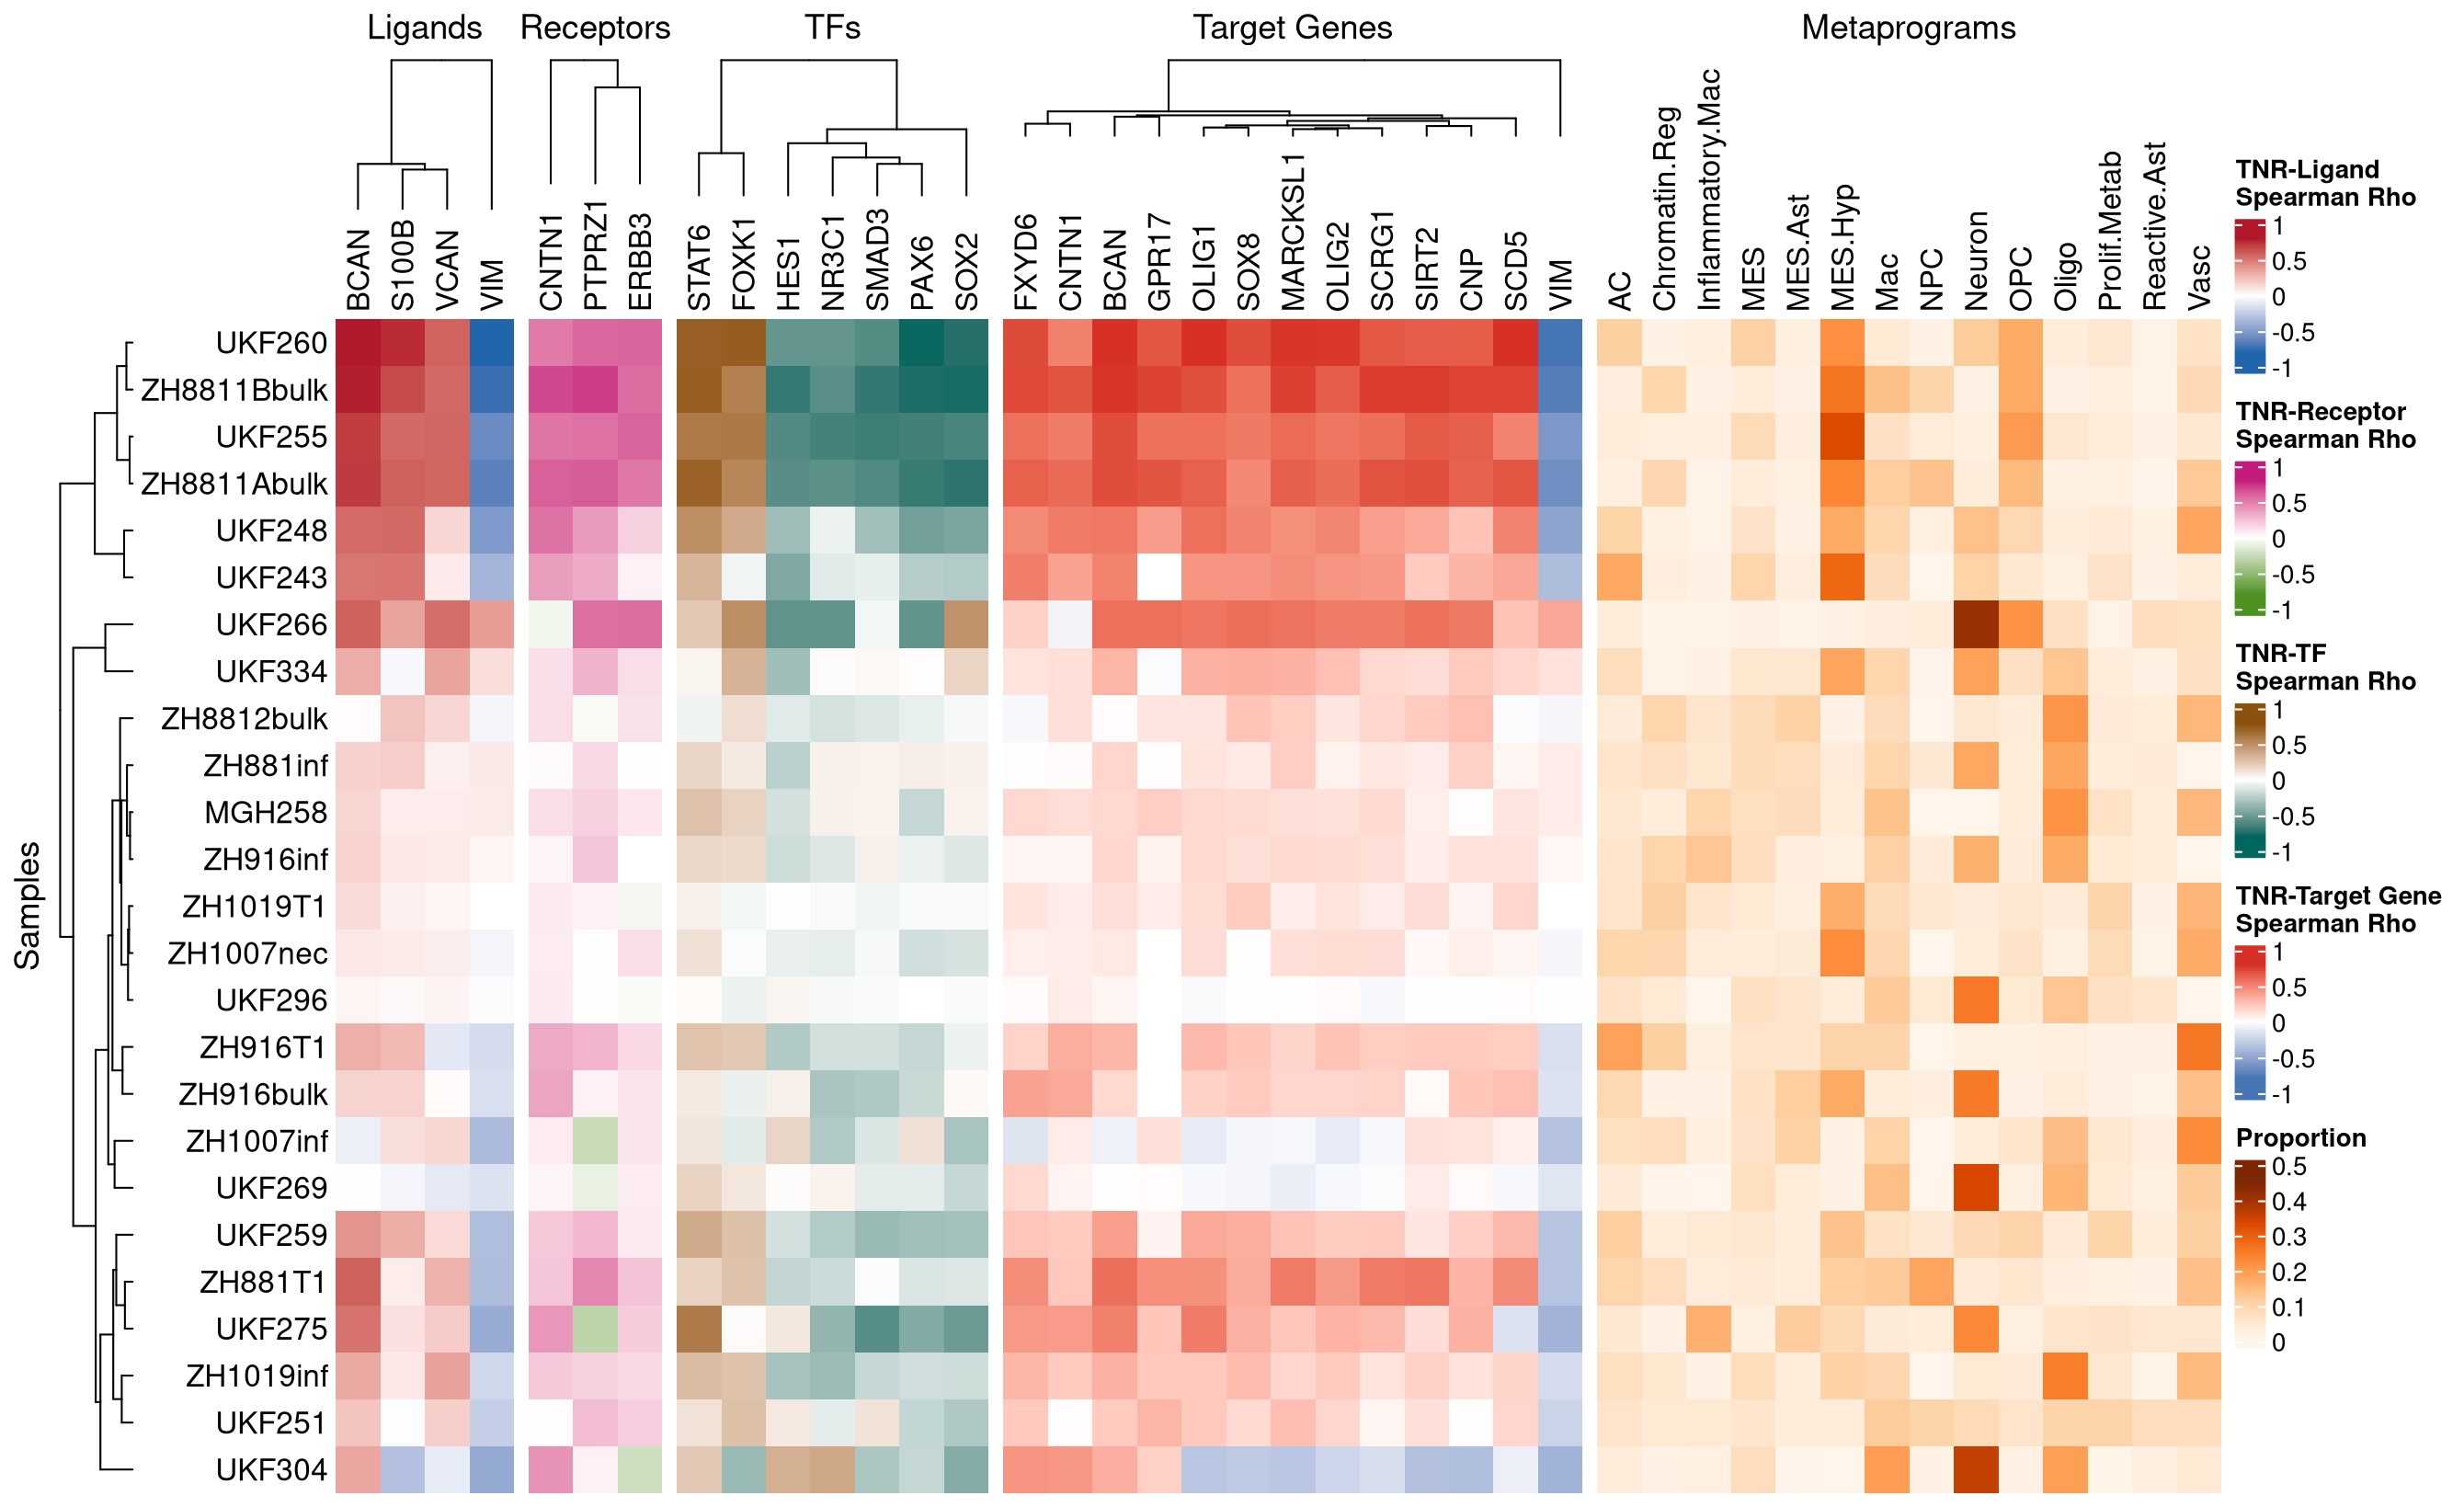 Ligands Receptors TFs Target Genes Metaprograms
BCAN S100B VCAN VIM CNTN1 PTPRZ1 ERBB3 STAT6 FOXK1 HES1 NR3C1 SMAD3 PAX6 SOX2 FXYD6 CNTN1 BCAN GPR17 OLIG1 SOX8 MARCKSL1 OLIG2 SCRG1 SIRT2 CNP SCD5 VIM AC Chromatin.Reg Inflammatory.Mac MES MES.Ast MES.Hyp Mac NPC Neuron OPC Oligo Prolif.Metab Reactive.Ast Vasc
Samples
UKF260
ZH8811Bbulk
UKF255
ZH8811Abulk
UKF248
UKF243
UKF266
UKF334
ZH8812bulk
ZH881inf
MGH258
ZH916inf
ZH1019T1
ZH1007nec
UKF296
ZH916T1
ZH916bulk
ZH1007inf
UKF269
UKF259
ZH881T1
UKF275
ZH1019inf
UKF251
UKF304
TNR-Ligand
Spearman Rho
1
0.5
0
-0.5
-1
TNR-Receptor
Spearman Rho
1
0.5
0
-0.5
-1
TNR-TF
Spearman Rho
1
0.5
0
-0.5
-1
TNR-Target Gene
Spearman Rho
1
0.5
0
-0.5
-1
Proportion
0.5
0.4
0.3
0.2
0.1
0